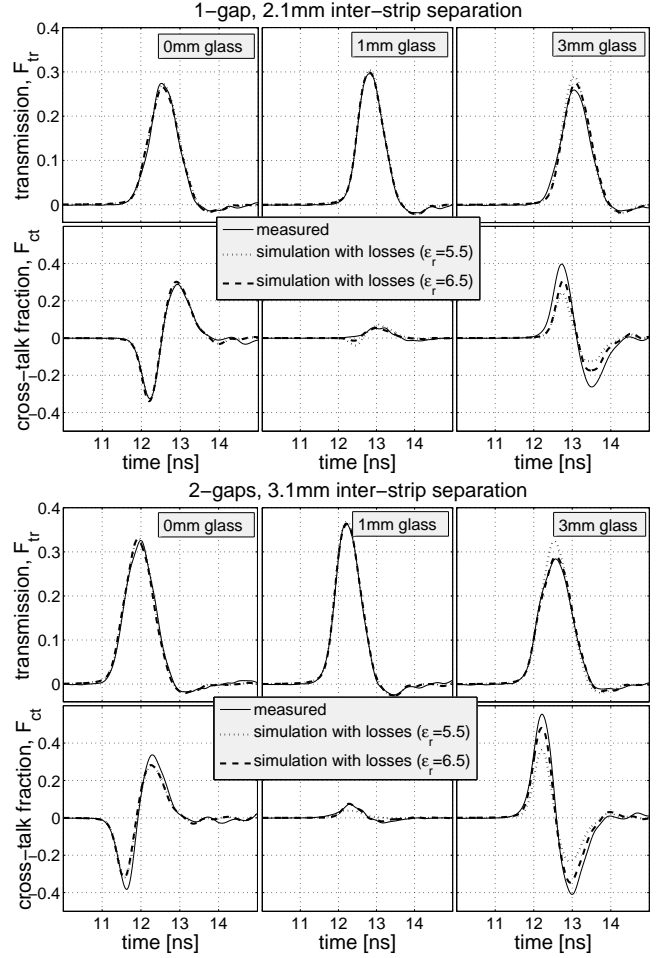 1−gap, 2.1mm inter−strip separation
0mm glass
1mm glass
3mm glass
transmission, F_tr
0.4
0.3
0.2
0.1
0
measured
simulation with losses (ε_r=5.5)
simulation with losses (ε_r=6.5)
cross−talk fraction, F_ct
0.4
0.2
0
−0.2
−0.4
11 12 13 14
11 12 13 14
11 12 13 14
time [ns]
time [ns]
time [ns]
2−gaps, 3.1mm inter−strip separation
0mm glass
1mm glass
3mm glass
transmission, F_tr
0.4
0.3
0.2
0.1
0
measured
simulation with losses (ε_r=5.5)
simulation with losses (ε_r=6.5)
cross−talk fraction, F_ct
0.4
0.2
0
−0.2
−0.4
11 12 13 14
11 12 13 14
11 12 13 14
time [ns]
time [ns]
time [ns]